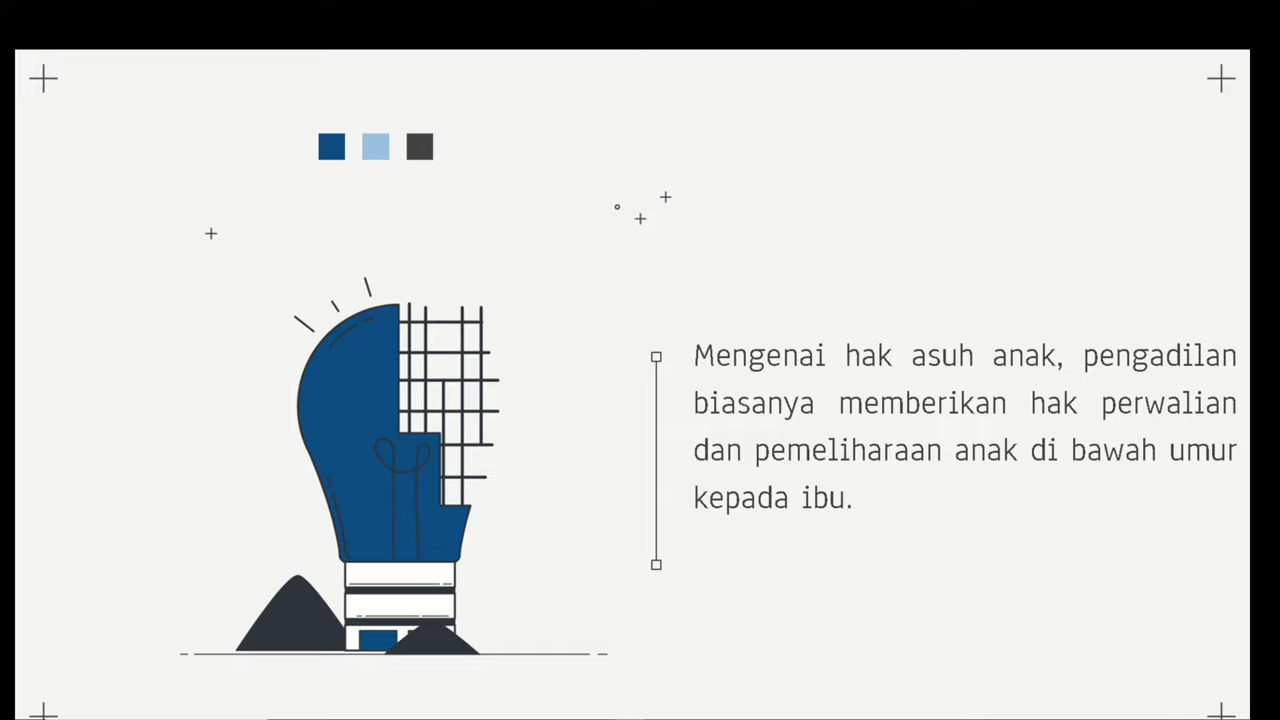 Mengenai hak asuh anak, pengadilan
biasanya memberikan hak perwalian
dan pemeliharaan anak di bawah umur
kepada ibu.